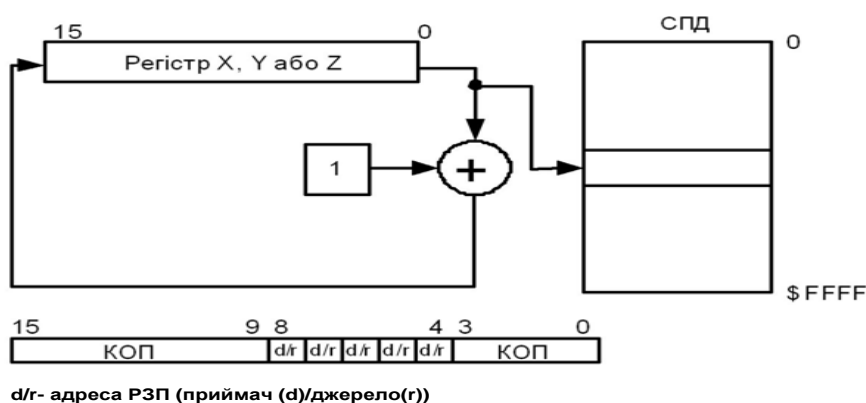 СПД
15 0
0
Регістр X, Y або Z
1
+
$FFFF
15 9 8 4 3 0
КОП d/r d/r d/r d/r d/r КОП
d/r- адреса РЗП (приймач (d)/джерело(r))